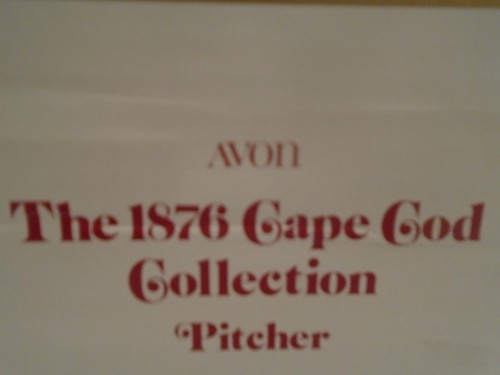 AVON
The 1876 Cape Cod
Collection
Pitcher